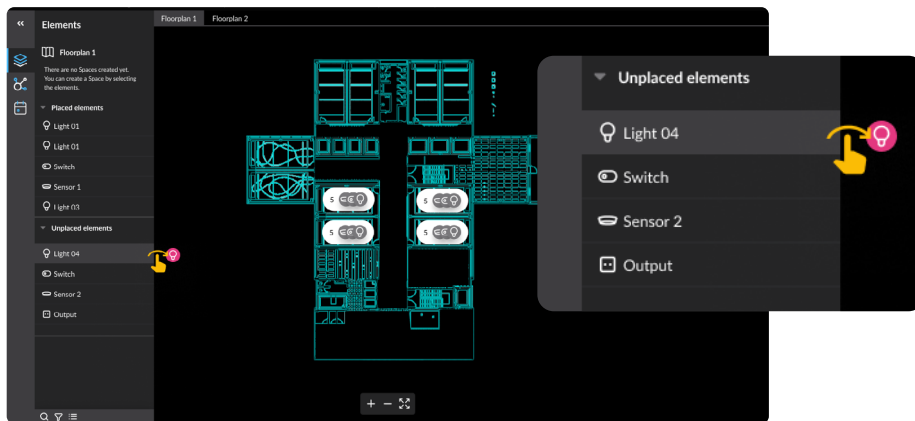 Elements
Floorplan 1
Floorplan 2
Floorplan 1
There are no Spaces created yet.
You can create a Space by selecting
the elements.
Placed elements
Light 01
Light 01
Switch
Sensor 1
Light 03
Unplaced elements
Light 04
Switch
Sensor 2
Output
5
5
5
5
Unplaced elements
Light 04
Switch
Sensor 2
Output